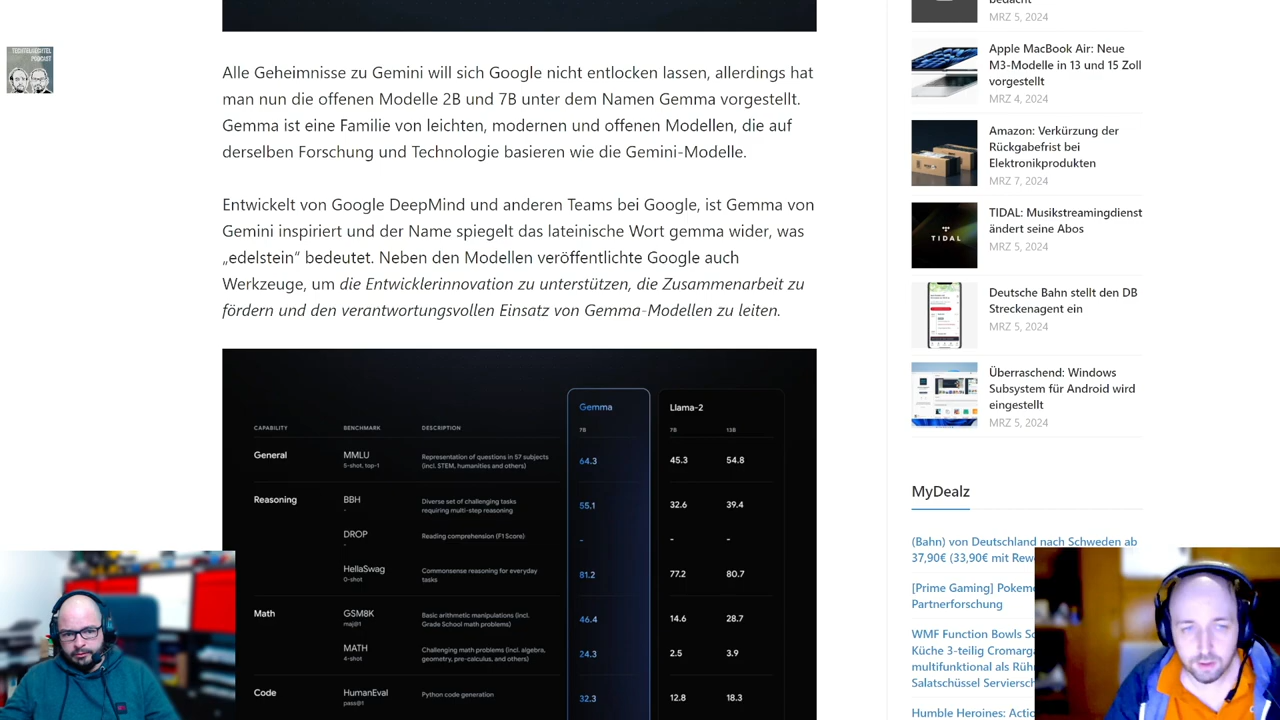 TECHTELMECHTEL
PODCAST
Alle Geheimnisse zu Gemini will sich Google nicht entlocken lassen, allerdings hat
man nun die offenen Modelle 2B und 7B unter dem Namen Gemma vorgestellt.
Gemma ist eine Familie von leichten, modernen und offenen Modellen, die auf
derselben Forschung und Technologie basieren wie die Gemini-Modelle.
Entwickelt von Google DeepMind und anderen Teams bei Google, ist Gemma von
Gemini inspiriert und der Name spiegelt das lateinische Wort gemma wider, was
„edelstein“ bedeutet. Neben den Modellen veröffentlichte Google auch
Werkzeuge, um die Entwicklerinnovation zu unterstützen, die Zusammenarbeit zu
fördern und den verantwortungsvollen Einsatz von Gemma-Modellen zu leiten.
Gemma Llama-2
CAPABILITY BENCHMARK DESCRIPTION 7B 7B 13B
General MMLU Representation of questions in 57 subjects 64.3 45.3 54.8
5-shot, top-1 (incl. STEM, humanities and others)
Reasoning BBH Diverse set of challenging tasks 55.1 32.6 39.4
- requiring multi-step reasoning
DROP Reading comprehension (F1 Score) - - -
-
HellaSwag Commonsense reasoning for everyday 81.2 77.2 80.7
0-shot tasks
Math GSM8K Basic arithmetic manipulations (incl. 46.4 14.6 28.7
maj@1 Grade School math problems)
MATH Challenging math problems (incl. algebra, 24.3 2.5 3.9
4-shot geometry, pre-calculus, and others)
Code HumanEval Python code generation 32.3 12.8 18.3
pass@1
bedacht
MRZ 5, 2024
Apple MacBook Air: Neue
M3-Modelle in 13 und 15 Zoll
vorgestellt
MRZ 4, 2024
Amazon: Verkürzung der
Rückgabefrist bei
Elektronikprodukten
MRZ 7, 2024
TIDAL
TIDAL: Musikstreamingdienst
ändert seine Abos
MRZ 5, 2024
Deutsche Bahn stellt den DB
Streckenagent ein
MRZ 5, 2024
Überraschend: Windows
Subsystem für Android wird
eingestellt
MRZ 5, 2024
MyDealz
(Bahn) von Deutschland nach Schweden ab
37,90€ (33,90€ mit Rew
[Prime Gaming] Pokem
Partnerforschung
WMF Function Bowls Sc
Küche 3-teilig Cromarga
multifunktional als Rühr
Salatschüssel Serviersch
Humble Heroines: Actio